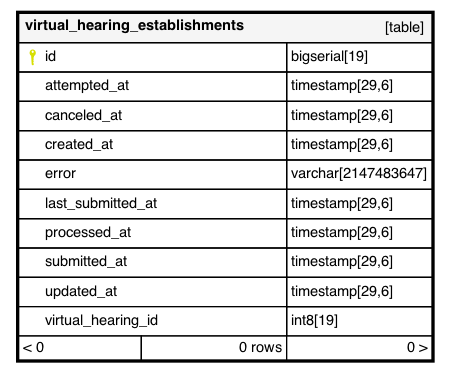 virtual_hearing_establishments [table]
id bigserial[19]
attempted_at timestamp[29,6]
canceled_at timestamp[29,6]
created_at timestamp[29,6]
error varchar[2147483647]
last_submitted_at timestamp[29,6]
processed_at timestamp[29,6]
submitted_at timestamp[29,6]
updated_at timestamp[29,6]
virtual_hearing_id int8[19]
< 0 0 rows 0 >